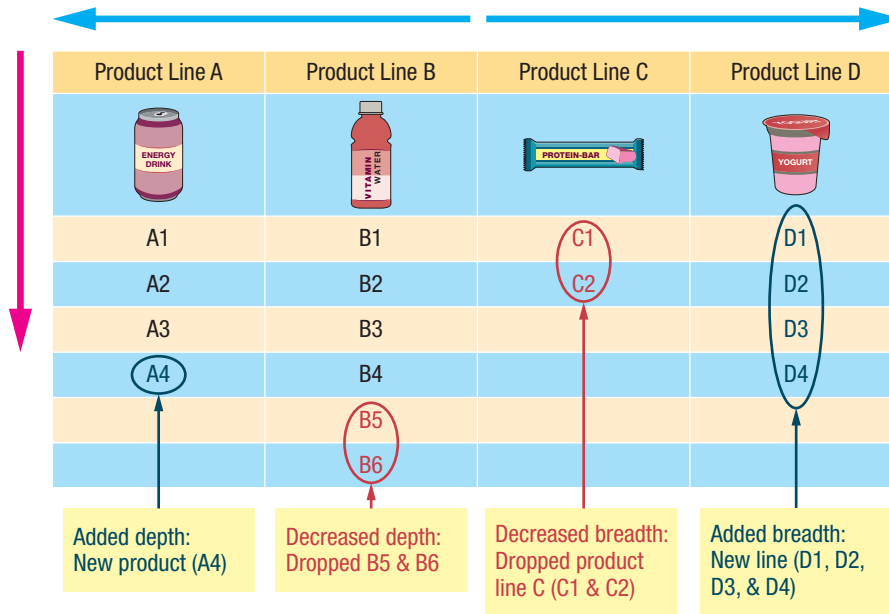 Product Line A Product Line B Product Line C Product Line D
ENERGY
DRINK
VITAMIN
WATER
PROTEIN-BAR
YOGURT
A1 B1 C1 D1
A2 B2 C2 D2
A3 B3 D3
A4 B4 D4
B5
B6
Added depth:
New product (A4)
Decreased depth:
Dropped B5 & B6
Decreased breadth:
Dropped product
line C (C1 & C2)
Added breadth:
New line (D1, D2,
D3, & D4)